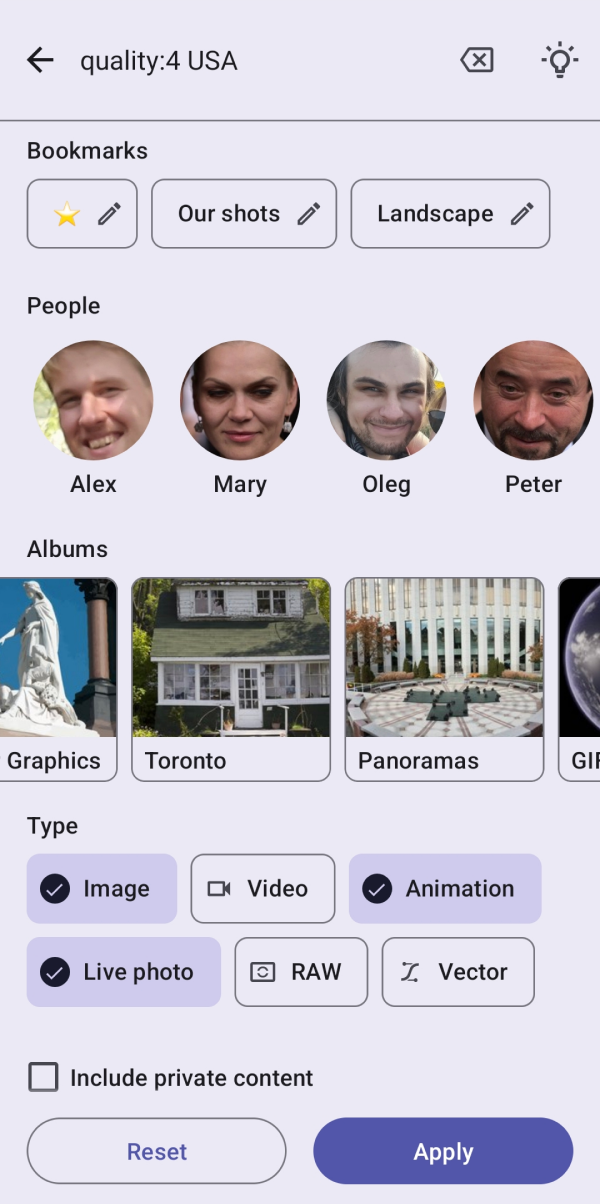 quality:4 USA
Bookmarks
⭐ Our shots Landscape
People
Alex Mary Oleg Peter
Albums
Graphics Toronto Panoramas GIF
Type
Image Video Animation
Live photo RAW Vector
Include private content
Reset Apply